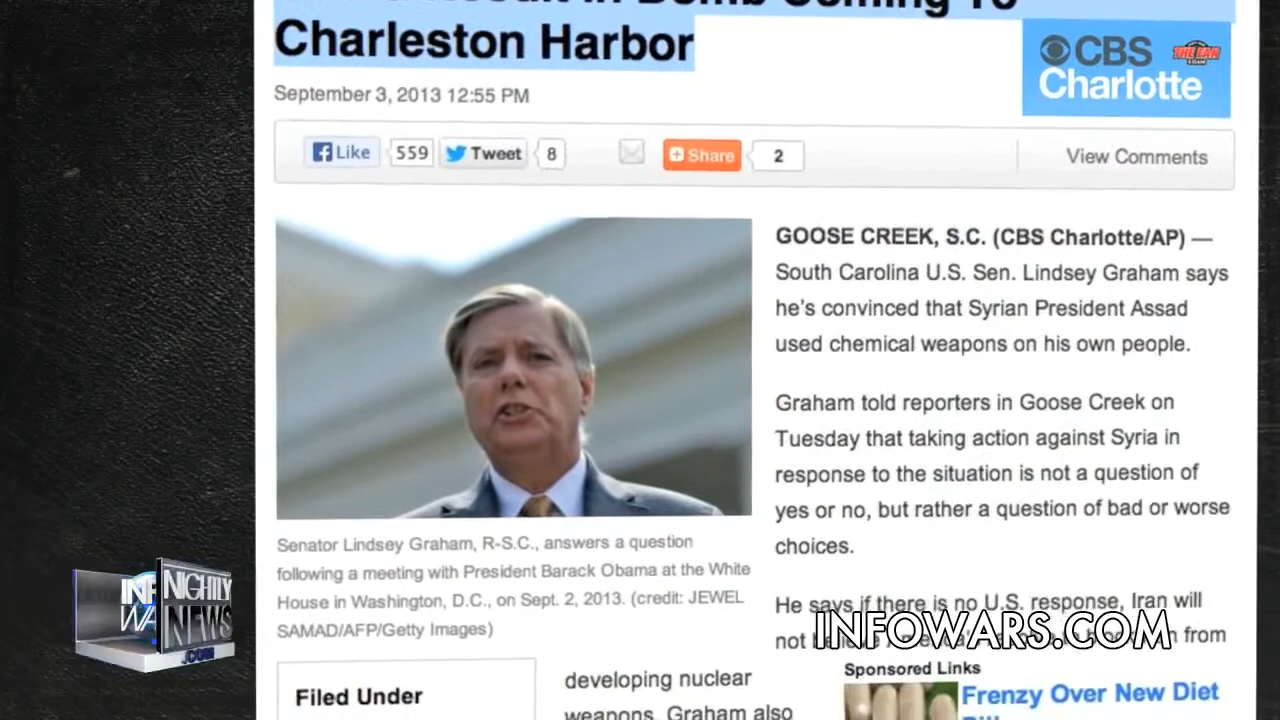 Charleston Harbor
September 3, 2013 12:55 PM
CBS
THE FAN
Charlotte
Like 559 Tweet 8 Share 2 View Comments
GOOSE CREEK, S.C. (CBS Charlotte/AP) —
South Carolina U.S. Sen. Lindsey Graham says
he's convinced that Syrian President Assad
used chemical weapons on his own people.
Graham told reporters in Goose Creek on
Tuesday that taking action against Syria in
response to the situation is not a question of
yes or no, but rather a question of bad or worse
choices.
He says if there is no U.S. response, Iran will
not from
Senator Lindsey Graham, R-S.C., answers a question
following a meeting with President Barack Obama at the White
House in Washington, D.C., on Sept. 2, 2013. (credit: JEWEL
SAMAD/AFP/Getty Images)
INFOWARS.COM
NIGHTLY
NEWS
.COM
Filed Under
developing nuclear
weapons. Graham also
Sponsored Links
Frenzy Over New Diet